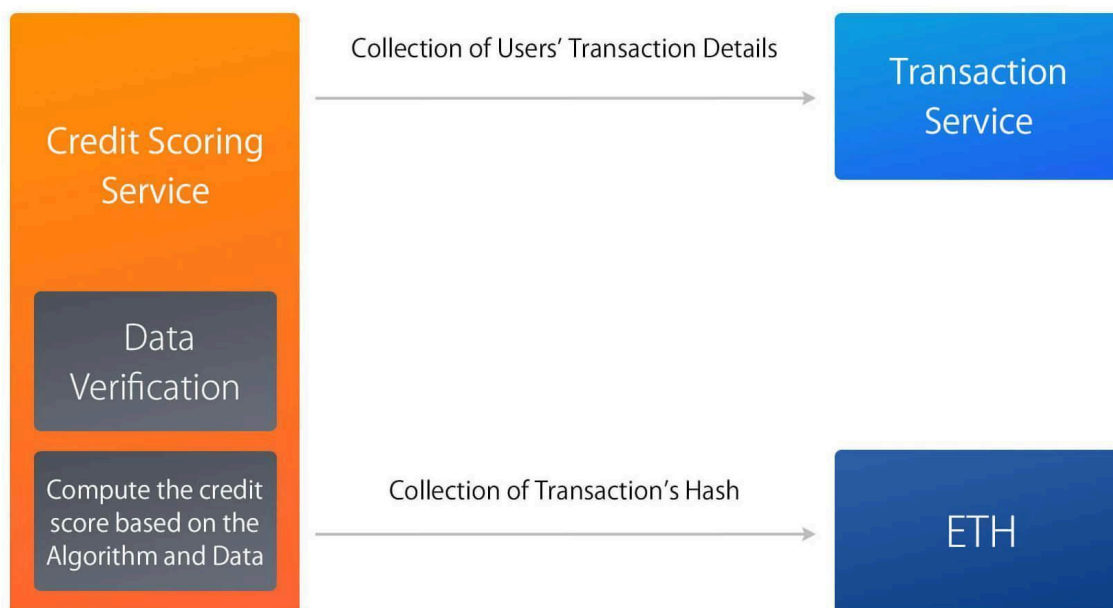 Collection of Users’ Transaction Details
Transaction
Service
Credit Scoring
Service
Data
Verification
Compute the credit
score based on the
Algorithm and Data
Collection of Transaction’s Hash
ETH